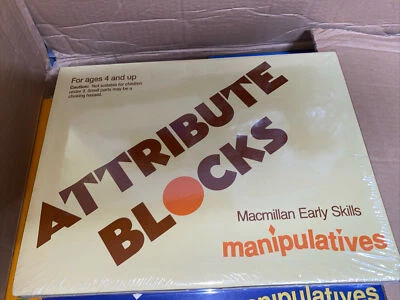 For ages 4 and up
Caution: Not suitable for children
under 3. Small parts may be a
choking hazard.
ATTRIBUTE
BLOCKS
Macmillan Early Skills
manipulatives
manipulatives